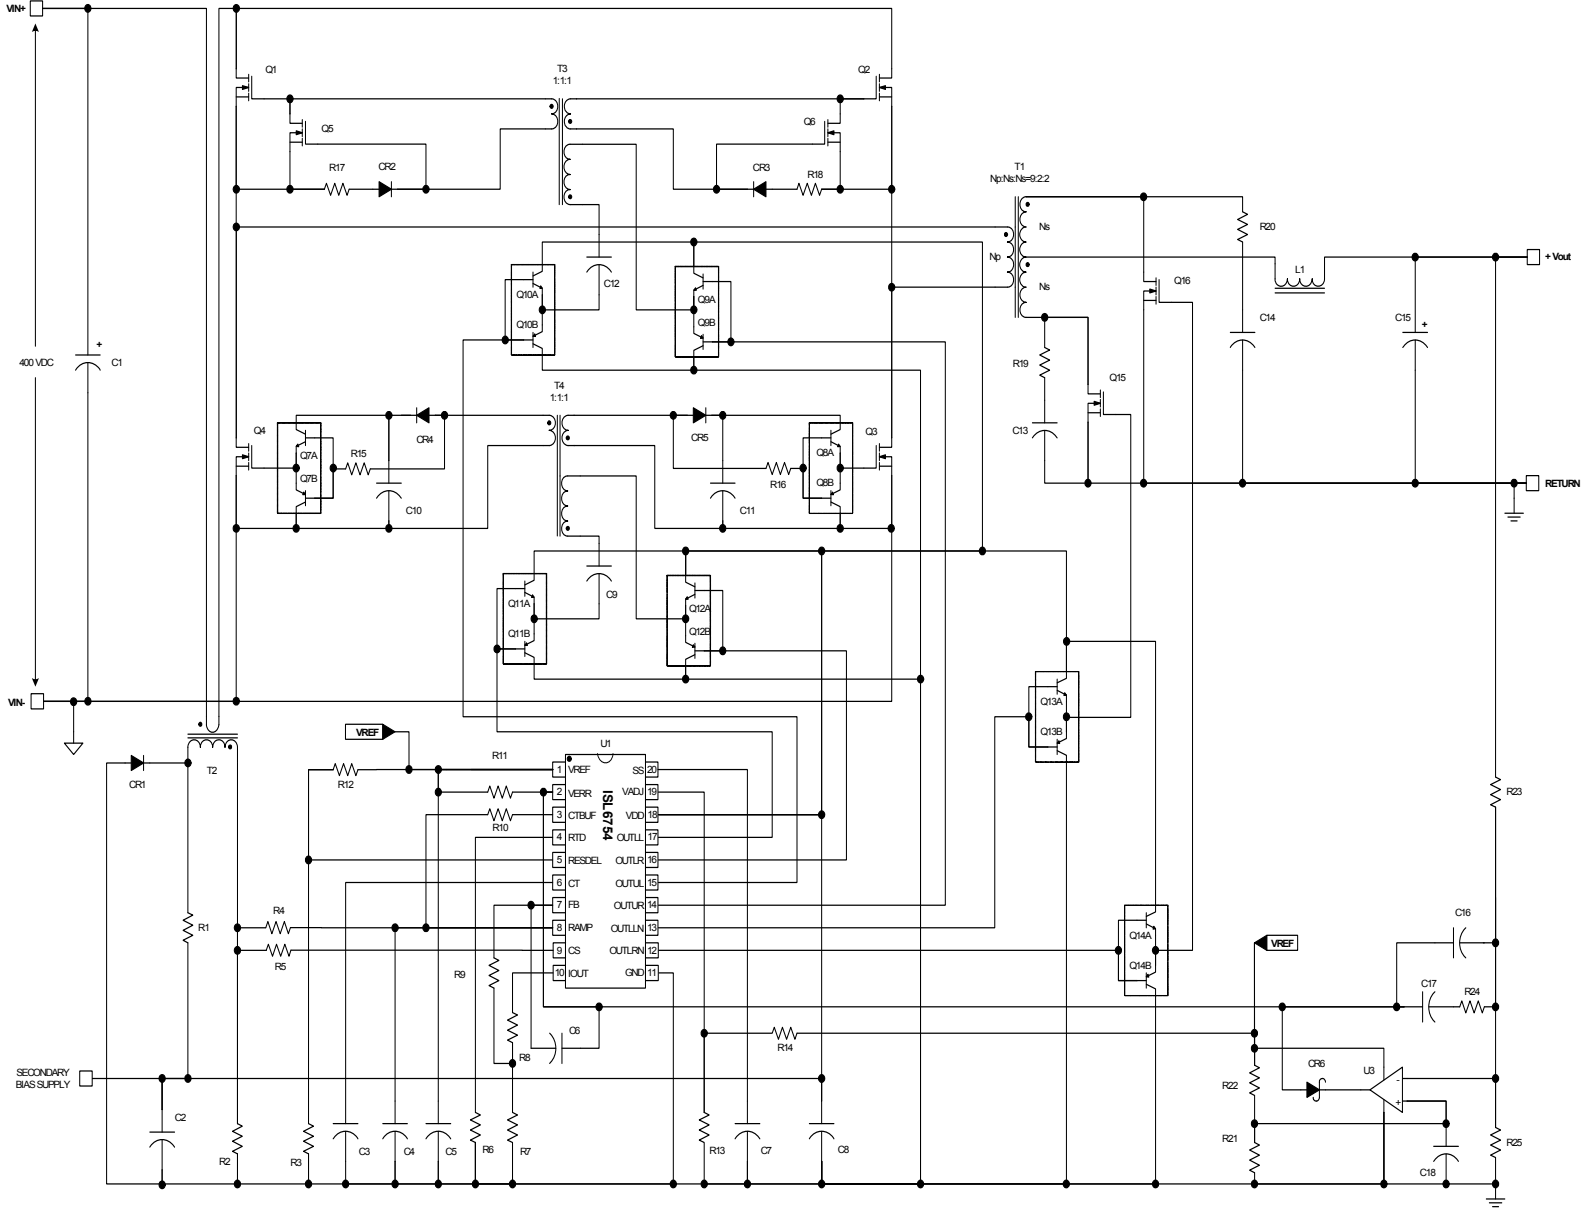 VIN+
Q1
T3
1:1:1
Q2
Q5
Q6
R17
CR2
CR3
R18
T1
Np:Ns:Ns=9:2:2
Ns
R20
Np
+ Vout
L1
Ns
Q16
C12
Q10A
Q10B
Q9A
Q9B
C14
C15
+
400 VDC
+
C1
R19
Q15
T4
1:1:1
Q4
CR4
CR5
Q3
C13
Q7A
Q7B
R15
R16
Q8A
Q8B
C10
C11
RETURN
Q11A
Q11B
C9
Q12A
Q12B
VIN-
Q13A
Q13B
VREF
T2
CR1
R12
R11
U1
R10
R23
ISL6754
1 VREF
2 VERR
3 CTBUF
4 RTD
5 RESDEL
6 CT
7 FB
8 RAMP
9 CS
10 IOUT
SS 20
VADJ 19
VDD 18
OUTLL 17
OUTLR 16
OUTUL 15
OUTUR 14
OUTLLN 13
OUTLRN 12
GND 11
R1
R4
R5
R9
C16
Q14A
Q14B
VREF
C17
R24
R8
C6
R14
SECONDARY
BIAS SUPPLY
CR6
U3
-
+
R22
C2
R2
R3
C3
C4
C5
R6
R7
R13
C7
C8
R21
C18
R25